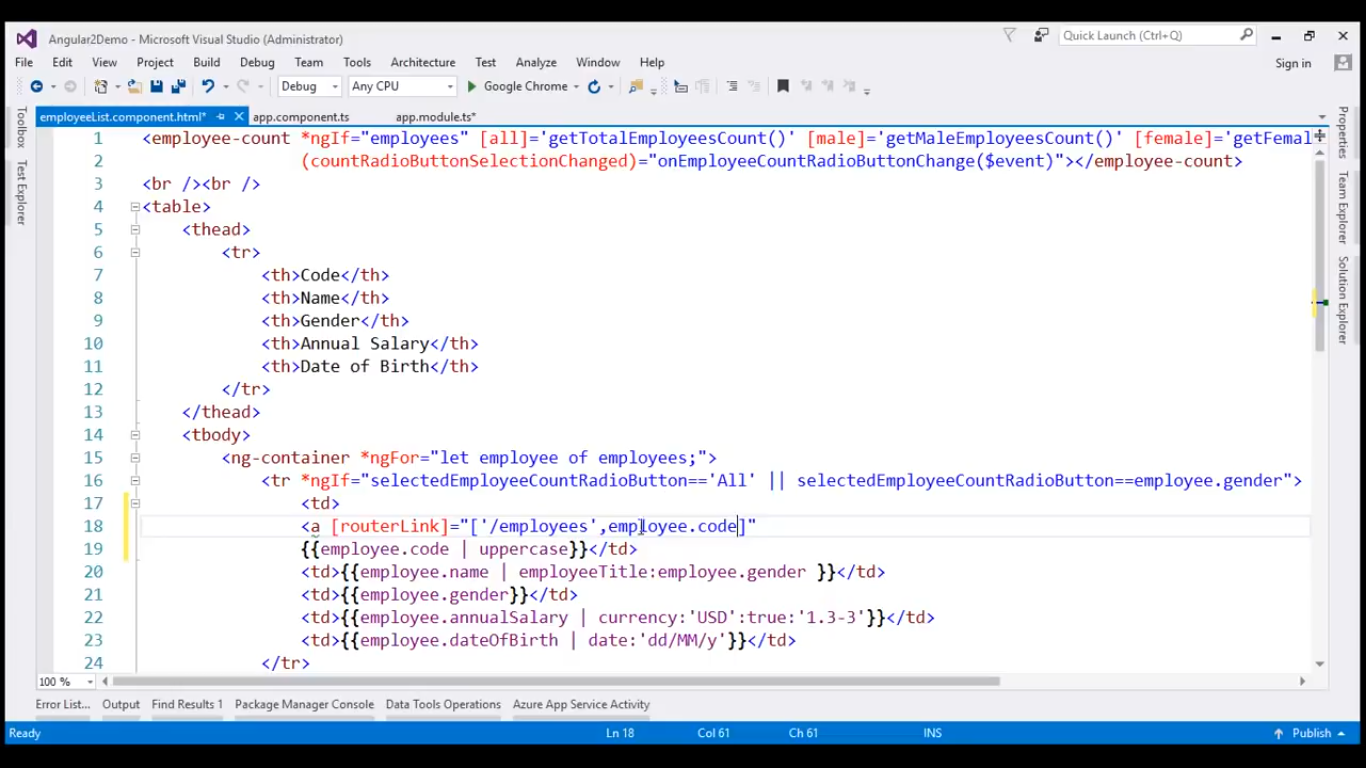 Angular2Demo - Microsoft Visual Studio (Administrator)
Quick Launch (Ctrl+Q)
File Edit View Project Build Debug Team Tools Architecture Test Analyze Window Help
Sign in
Debug Any CPU Google Chrome
employeeList.component.html* app.component.ts app.module.ts*
Toolbox
Test Explorer
1 <employee-count *ngIf="employees" [all]='getTotalEmployeesCount()' [male]='getMaleEmployeesCount()' [female]='getFemal
2 (countRadioButtonSelectionChanged)="onEmployeeCountRadioButtonChange($event)"></employee-count>
3 <br /><br />
4 <table>
5 <thead>
6 <tr>
7 <th>Code</th>
8 <th>Name</th>
9 <th>Gender</th>
10 <th>Annual Salary</th>
11 <th>Date of Birth</th>
12 </tr>
13 </thead>
14 <tbody>
15 <ng-container *ngFor="let employee of employees;">
16 <tr *ngIf="selectedEmployeeCountRadioButton=='All' || selectedEmployeeCountRadioButton==employee.gender">
17 <td>
18 <a [routerLink]="['/employees',employee.code]"
19 {{employee.code | uppercase}}</td>
20 <td>{{employee.name | employeeTitle:employee.gender }}</td>
21 <td>{{employee.gender}}</td>
22 <td>{{employee.annualSalary | currency:'USD':true:'1.3-3'}}</td>
23 <td>{{employee.dateOfBirth | date:'dd/MM/y'}}</td>
24 </tr>
Properties
Team Explorer
Solution Explorer
100 %
Error List... Output Find Results 1 Package Manager Console Data Tools Operations Azure App Service Activity
Ready Ln 18 Col 61 Ch 61 INS Publish